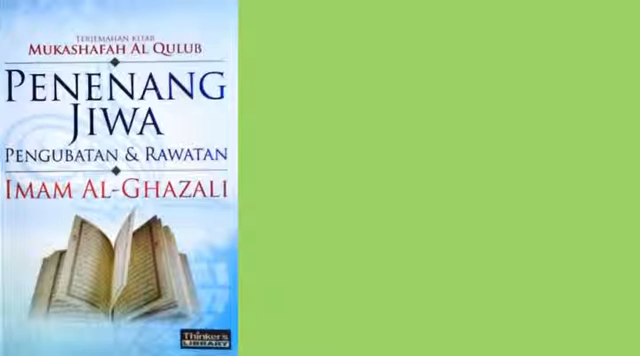 TERJEMAHAN KITAB
MUKASHAFAH AL QULUB
PENENANG
JIWA
PENGUBATAN & RAWATAN
IMAM AL-GHAZALI
Thinker's
LIBRARY